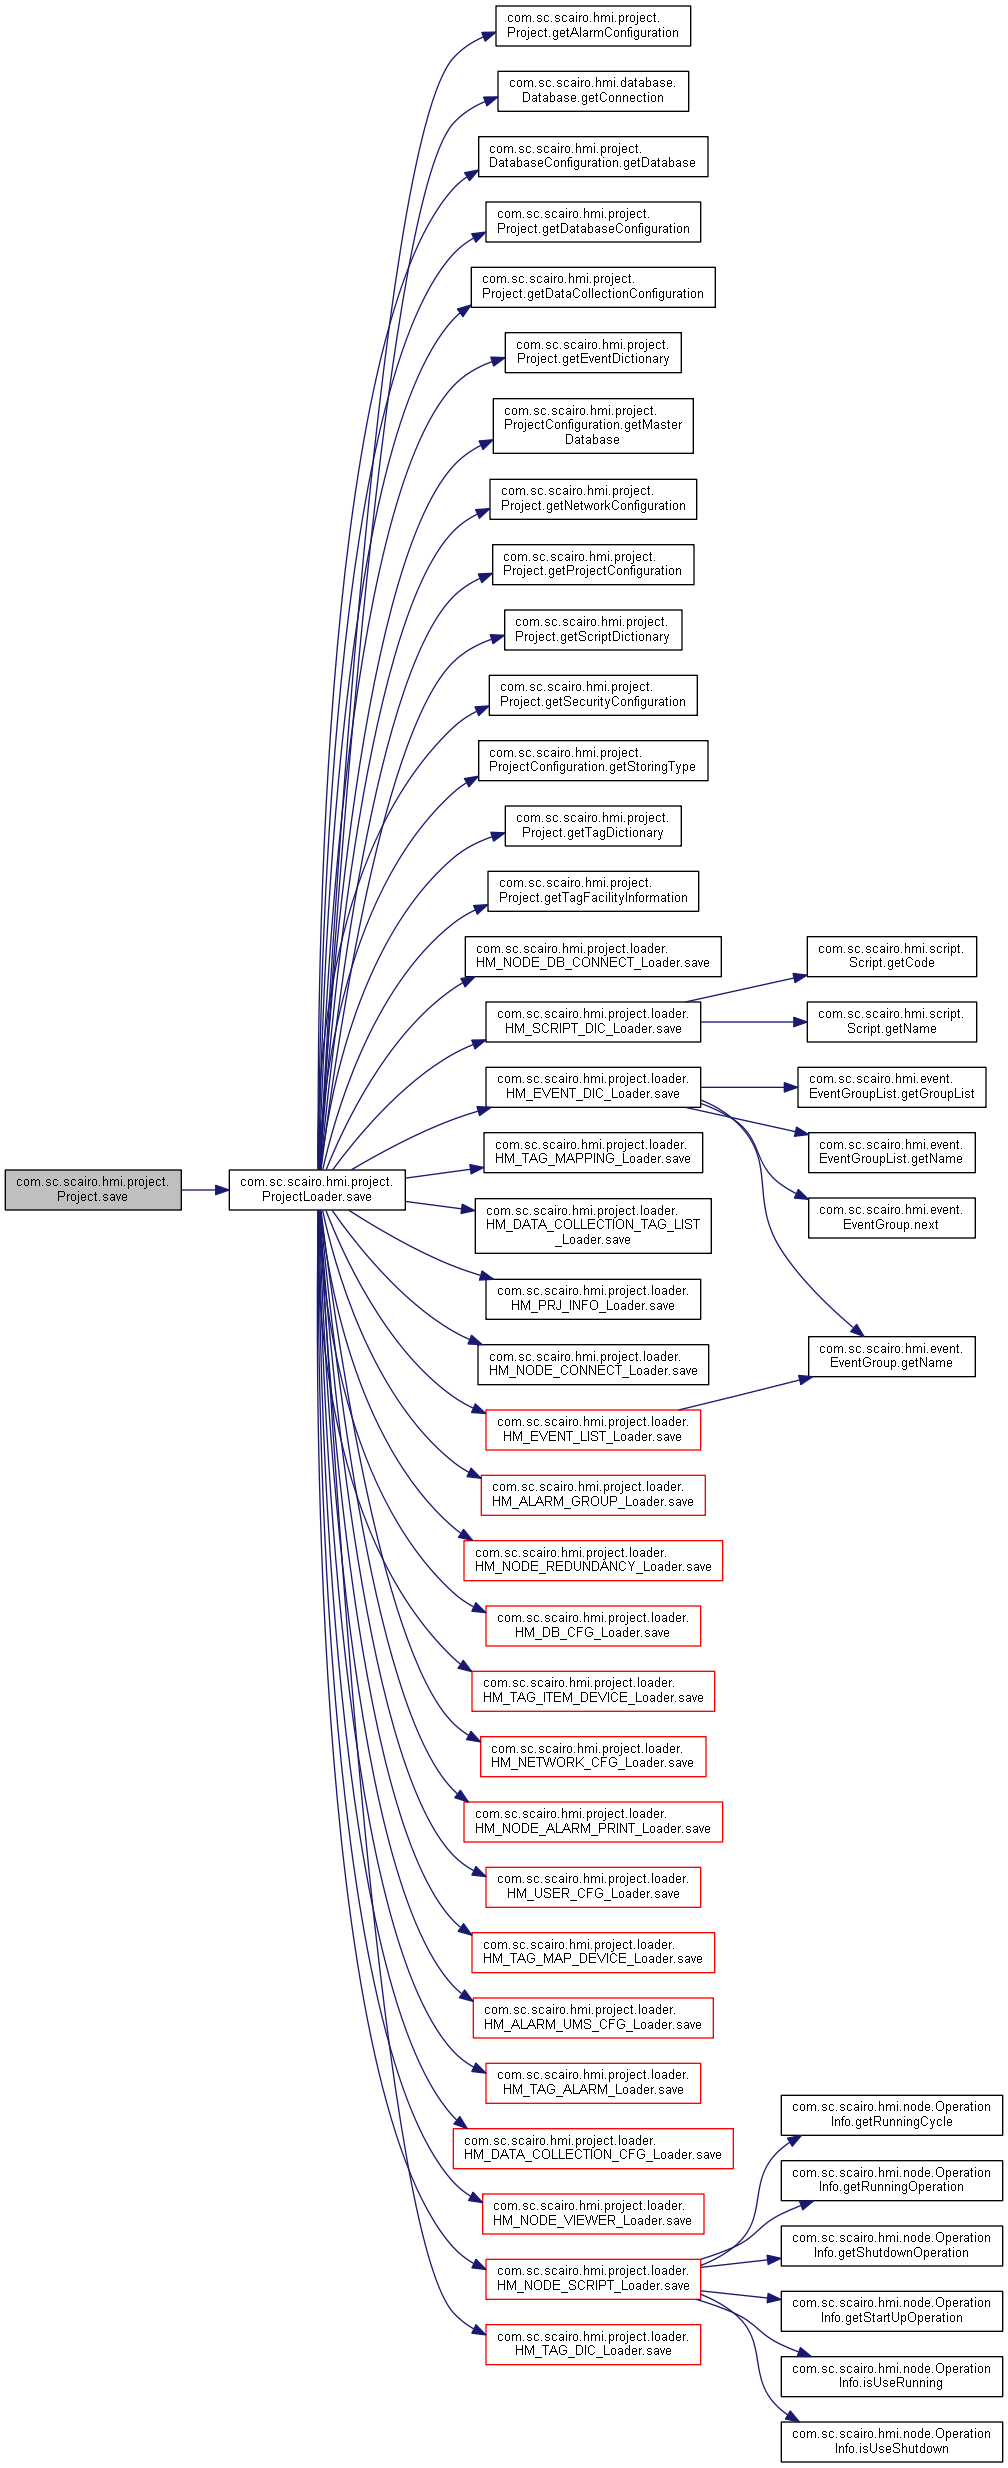 com.sc.scairo.hmi.project.
Project.save
com.sc.scairo.hmi.project.
ProjectLoader.save
com.sc.scairo.hmi.project.
Project.getAlarmConfiguration
com.sc.scairo.hmi.database.
Database.getConnection
com.sc.scairo.hmi.project.
DatabaseConfiguration.getDatabase
com.sc.scairo.hmi.project.
Project.getDatabaseConfiguration
com.sc.scairo.hmi.project.
Project.getDataCollectionConfiguration
com.sc.scairo.hmi.project.
Project.getEventDictionary
com.sc.scairo.hmi.project.
ProjectConfiguration.getMaster
Database
com.sc.scairo.hmi.project.
Project.getNetworkConfiguration
com.sc.scairo.hmi.project.
Project.getProjectConfiguration
com.sc.scairo.hmi.project.
Project.getScriptDictionary
com.sc.scairo.hmi.project.
Project.getSecurityConfiguration
com.sc.scairo.hmi.project.
ProjectConfiguration.getStoringType
com.sc.scairo.hmi.project.
Project.getTagDictionary
com.sc.scairo.hmi.project.
Project.getTagFacilityInformation
com.sc.scairo.hmi.project.loader.
HM_NODE_DB_CONNECT_Loader.save
com.sc.scairo.hmi.project.loader.
HM_SCRIPT_DIC_Loader.save
com.sc.scairo.hmi.project.loader.
HM_EVENT_DIC_Loader.save
com.sc.scairo.hmi.project.loader.
HM_TAG_MAPPING_Loader.save
com.sc.scairo.hmi.project.loader.
HM_DATA_COLLECTION_TAG_LIST
_Loader.save
com.sc.scairo.hmi.project.loader.
HM_PRJ_INFO_Loader.save
com.sc.scairo.hmi.project.loader.
HM_NODE_CONNECT_Loader.save
com.sc.scairo.hmi.project.loader.
HM_EVENT_LIST_Loader.save
com.sc.scairo.hmi.project.loader.
HM_ALARM_GROUP_Loader.save
com.sc.scairo.hmi.project.loader.
HM_NODE_REDUNDANCY_Loader.save
com.sc.scairo.hmi.project.loader.
HM_DB_CFG_Loader.save
com.sc.scairo.hmi.project.loader.
HM_TAG_ITEM_DEVICE_Loader.save
com.sc.scairo.hmi.project.loader.
HM_NETWORK_CFG_Loader.save
com.sc.scairo.hmi.project.loader.
HM_NODE_ALARM_PRINT_Loader.save
com.sc.scairo.hmi.project.loader.
HM_USER_CFG_Loader.save
com.sc.scairo.hmi.project.loader.
HM_TAG_MAP_DEVICE_Loader.save
com.sc.scairo.hmi.project.loader.
HM_ALARM_UMS_CFG_Loader.save
com.sc.scairo.hmi.project.loader.
HM_TAG_ALARM_Loader.save
com.sc.scairo.hmi.project.loader.
HM_DATA_COLLECTION_CFG_Loader.save
com.sc.scairo.hmi.project.loader.
HM_NODE_VIEWER_Loader.save
com.sc.scairo.hmi.project.loader.
HM_NODE_SCRIPT_Loader.save
com.sc.scairo.hmi.project.loader.
HM_TAG_DIC_Loader.save
com.sc.scairo.hmi.script.
Script.getCode
com.sc.scairo.hmi.script.
Script.getName
com.sc.scairo.hmi.event.
EventGroupList.getGroupList
com.sc.scairo.hmi.event.
EventGroupList.getName
com.sc.scairo.hmi.event.
EventGroup.next
com.sc.scairo.hmi.event.
EventGroup.getName
com.sc.scairo.hmi.node.Operation
Info.getRunningCycle
com.sc.scairo.hmi.node.Operation
Info.getRunningOperation
com.sc.scairo.hmi.node.Operation
Info.getShutdownOperation
com.sc.scairo.hmi.node.Operation
Info.getStartUpOperation
com.sc.scairo.hmi.node.Operation
Info.isUseRunning
com.sc.scairo.hmi.node.Operation
Info.isUseShutdown